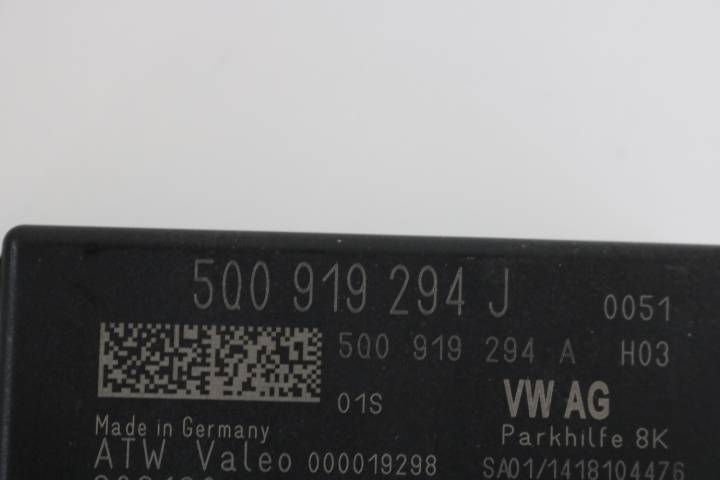 5Q0 919 294 J 0051
5Q0 919 294 A H03
01S VW AG
Made in Germany Parkhilfe 8K
ATW Valeo 000019298 SA01/1418104476